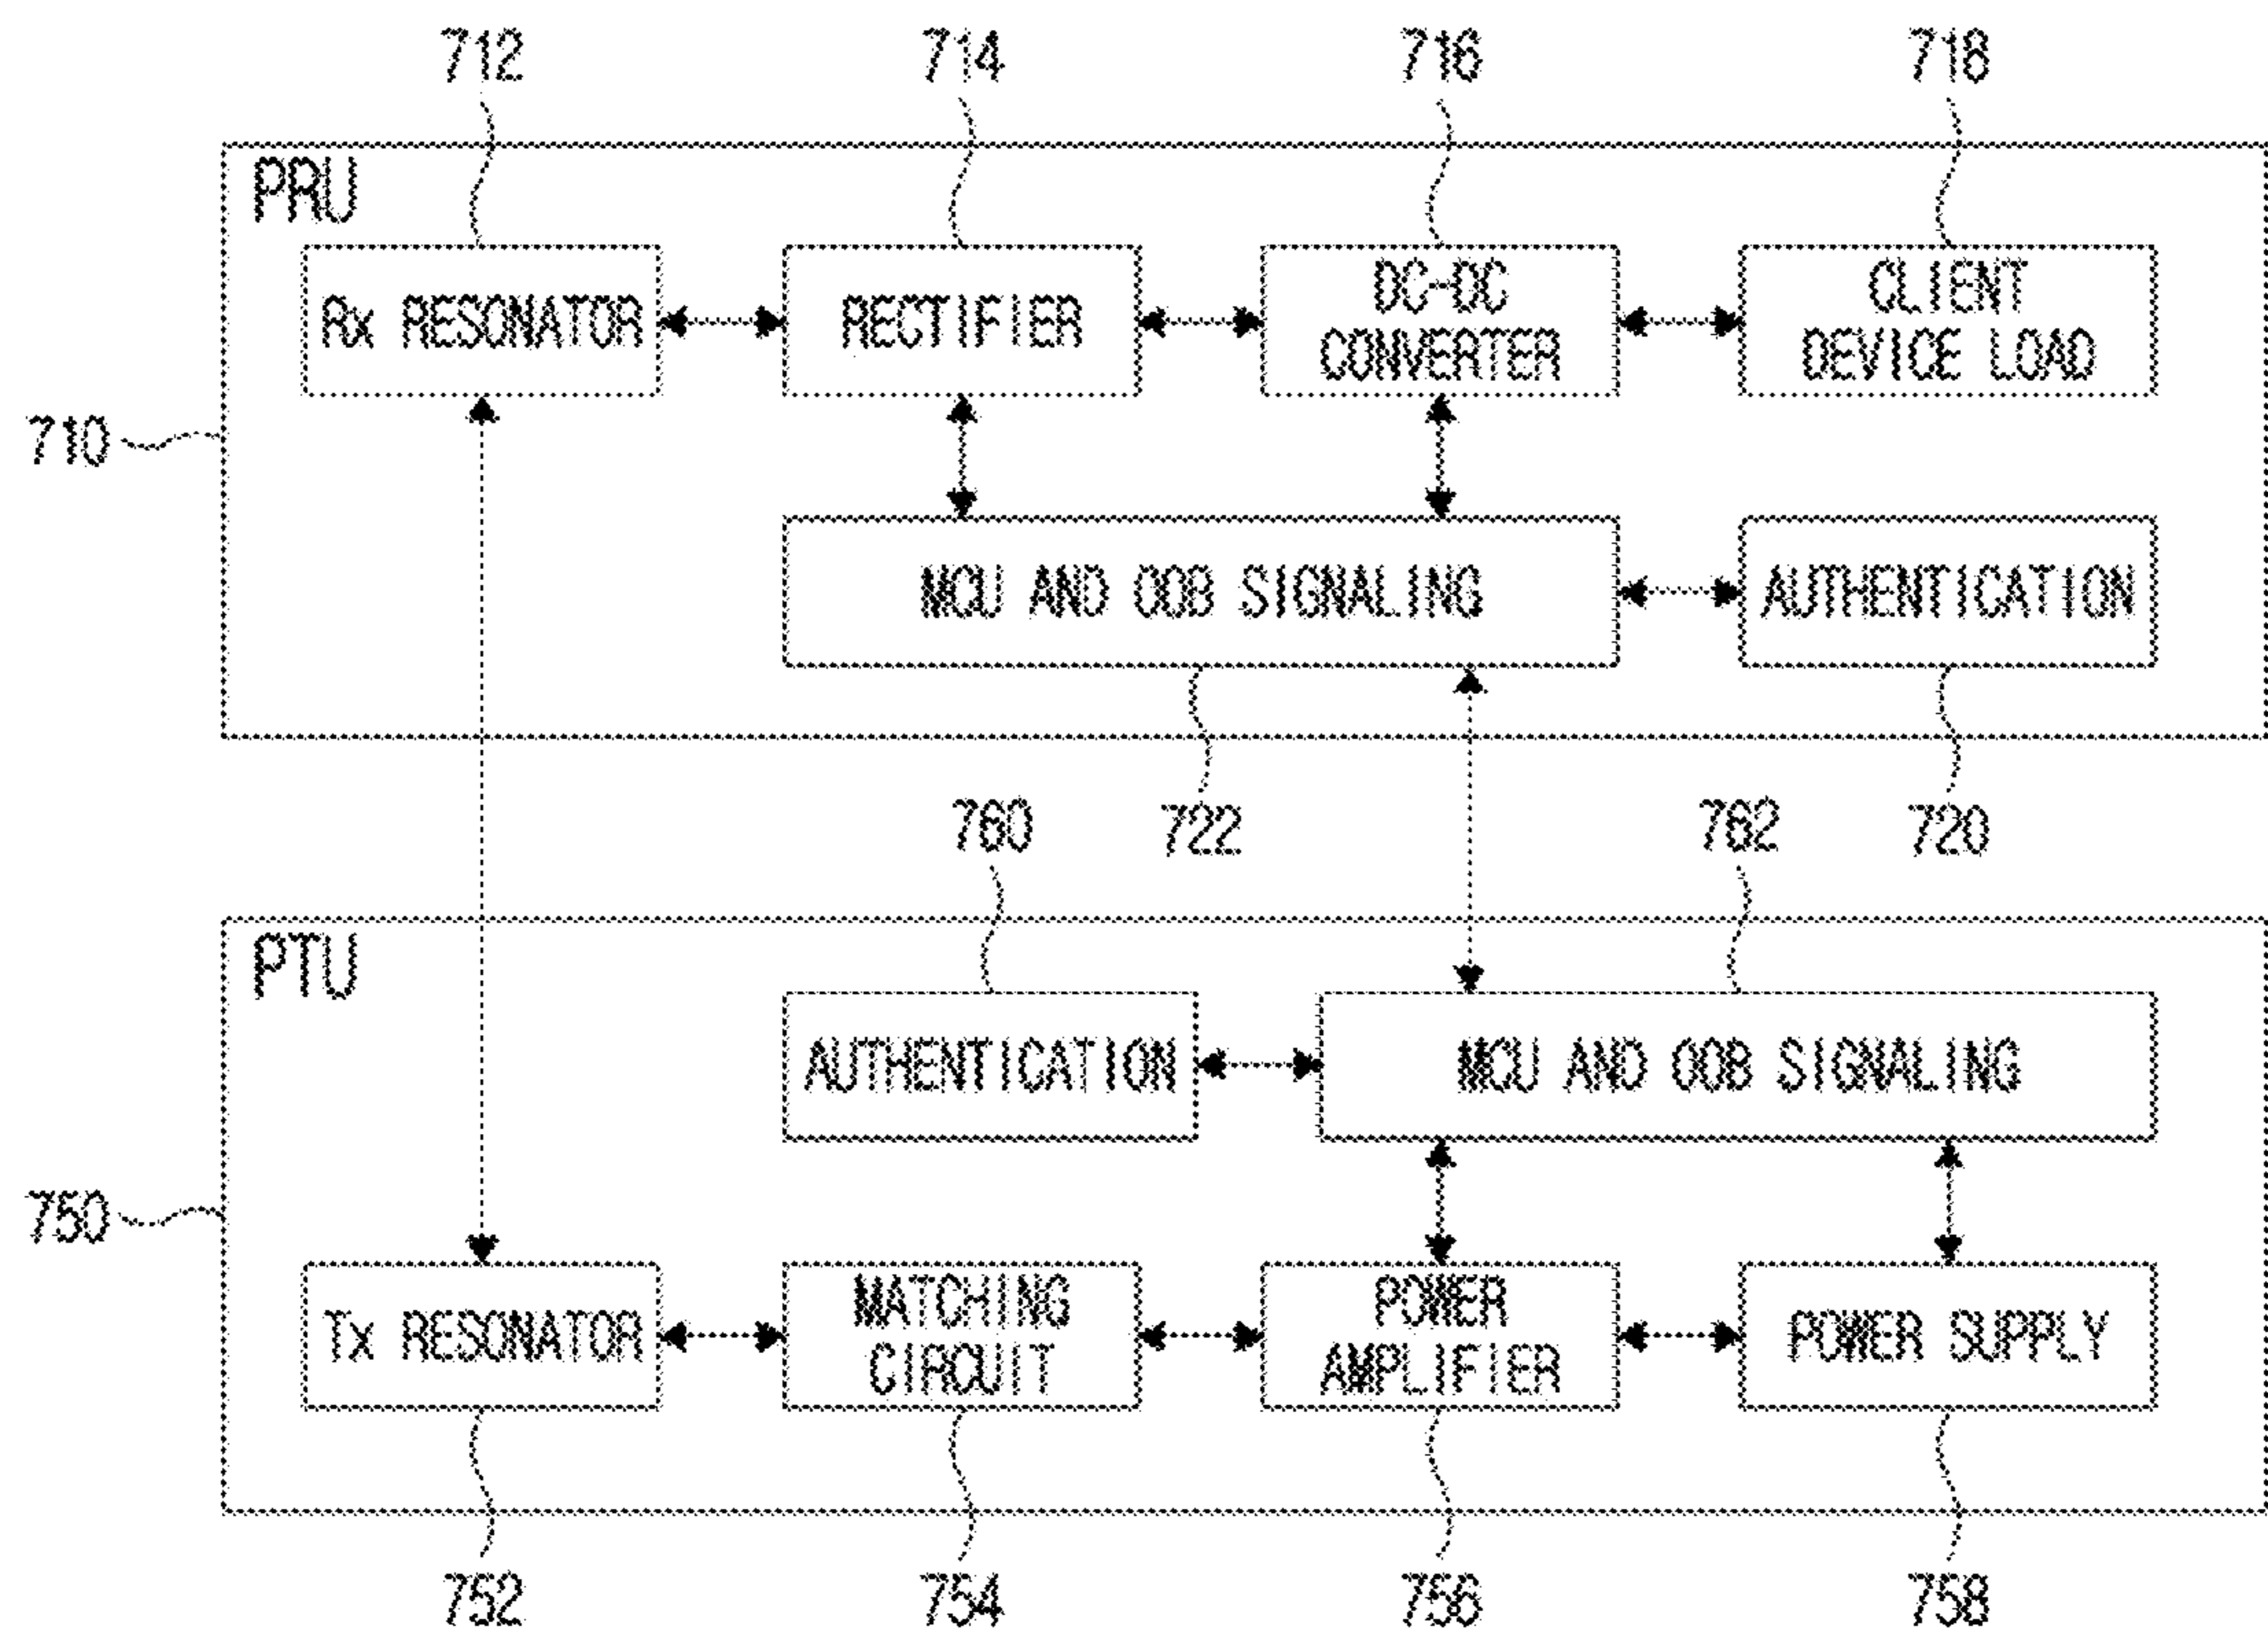 712 714 716 718
PRU
Rx RESONATOR RECTIFIER DC-DC CONVERTER CLIENT DEVICE LOAD
710
MCU AND OOB SIGNALING AUTHENTICATION
722 720
760 762
PTU
AUTHENTICATION MCU AND OOB SIGNALING
750
Tx RESONATOR MATCHING CIRCUIT POWER AMPLIFIER POWER SUPPLY
752 754 756 758